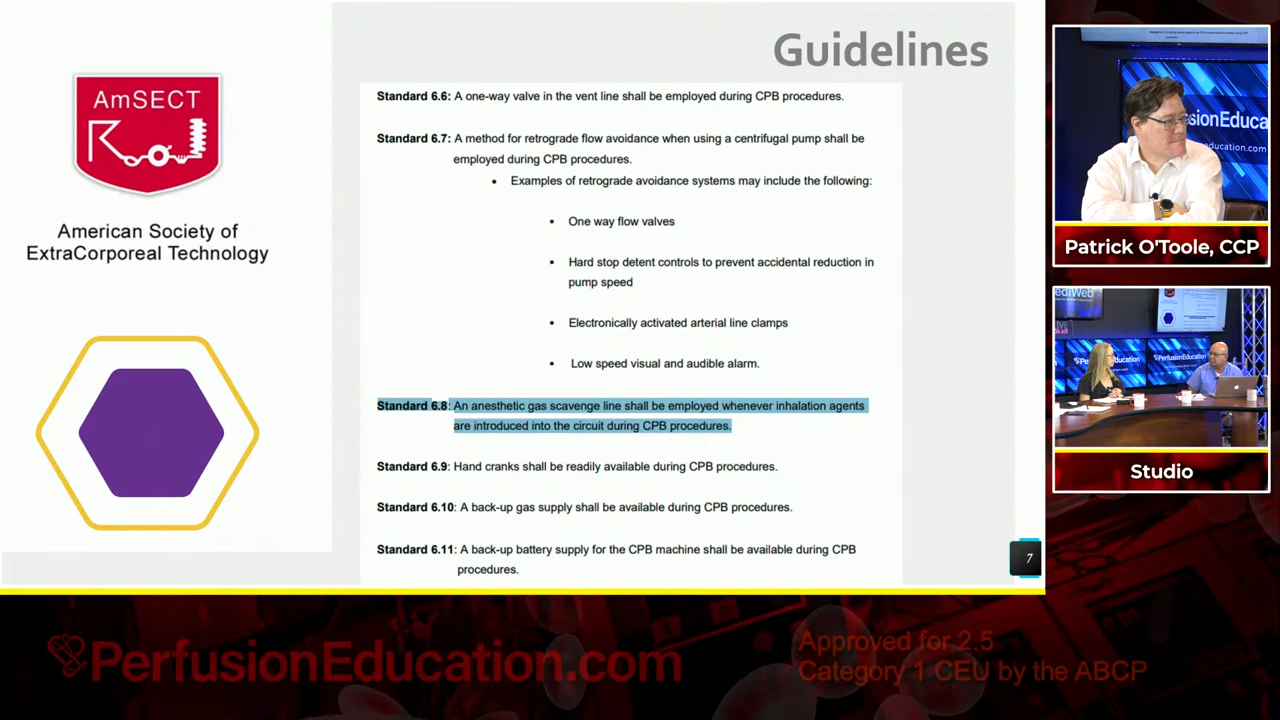 Guidelines
AmSECT
American Society of
ExtraCorporeal Technology
Standard 6.6: A one-way valve in the vent line shall be employed during CPB procedures.
Standard 6.7: A method for retrograde flow avoidance when using a centrifugal pump shall be
employed during CPB procedures.
• Examples of retrograde avoidance systems may include the following:
▪ One way flow valves
▪ Hard stop detent controls to prevent accidental reduction in
pump speed
▪ Electronically activated arterial line clamps
▪ Low speed visual and audible alarm.
Standard 6.8: An anesthetic gas scavenge line shall be employed whenever inhalation agents
are introduced into the circuit during CPB procedures.
Standard 6.9: Hand cranks shall be readily available during CPB procedures.
Standard 6.10: A back-up gas supply shall be available during CPB procedures.
Standard 6.11: A back-up battery supply for the CPB machine shall be available during CPB
procedures.
7
sionEduca
education.com
Patrick O'Toole, CCP
ediWeb
PerfusionEducation
PerfusionEducation
Studio
PerfusionEducation.com
Approved for 2.5
Category 1 CEU by the ABCP